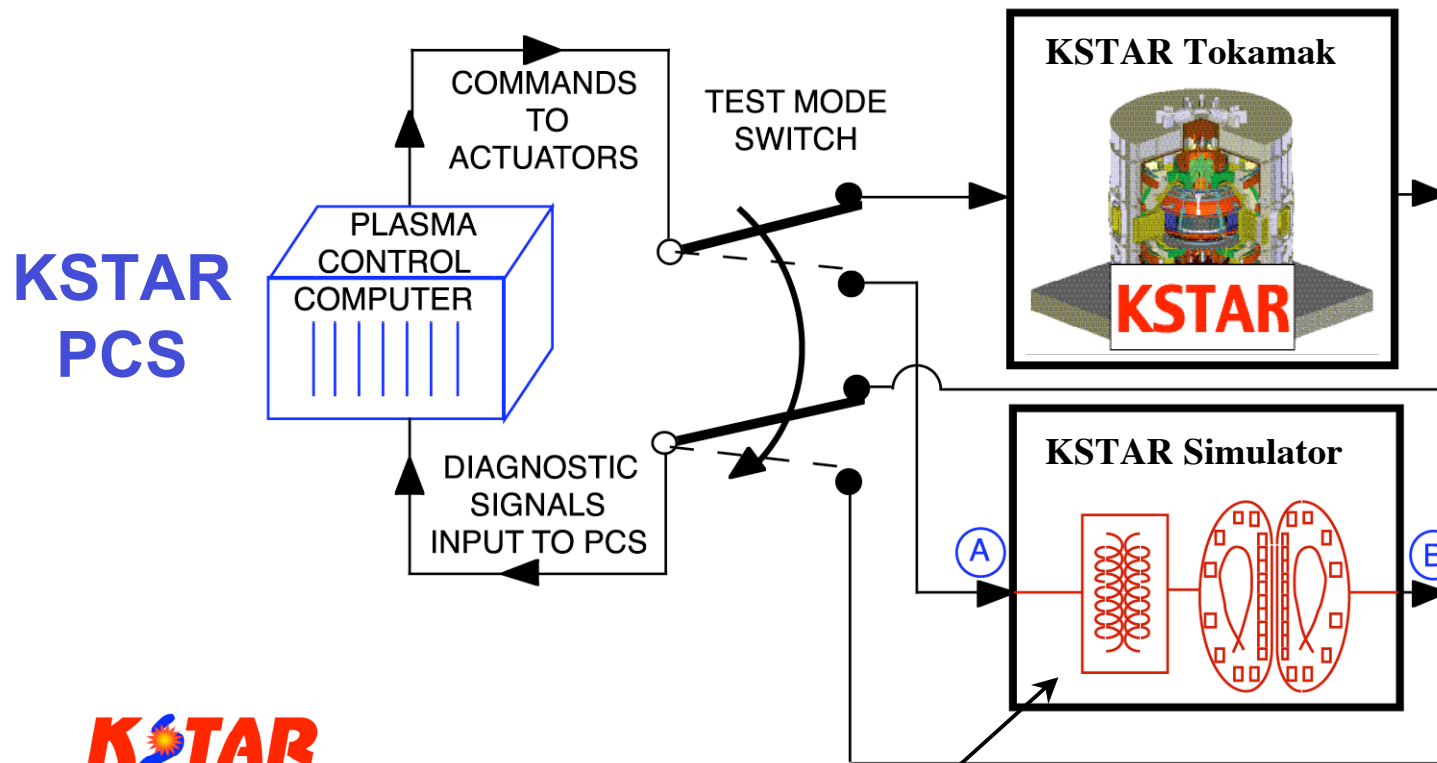 KSTAR
PCS
COMMANDS
TO
ACTUATORS
PLASMA
CONTROL
COMPUTER
DIAGNOSTIC
SIGNALS
INPUT TO PCS
TEST MODE
SWITCH
KSTAR Tokamak
KSTAR
KSTAR Simulator
A
B
KSTAR